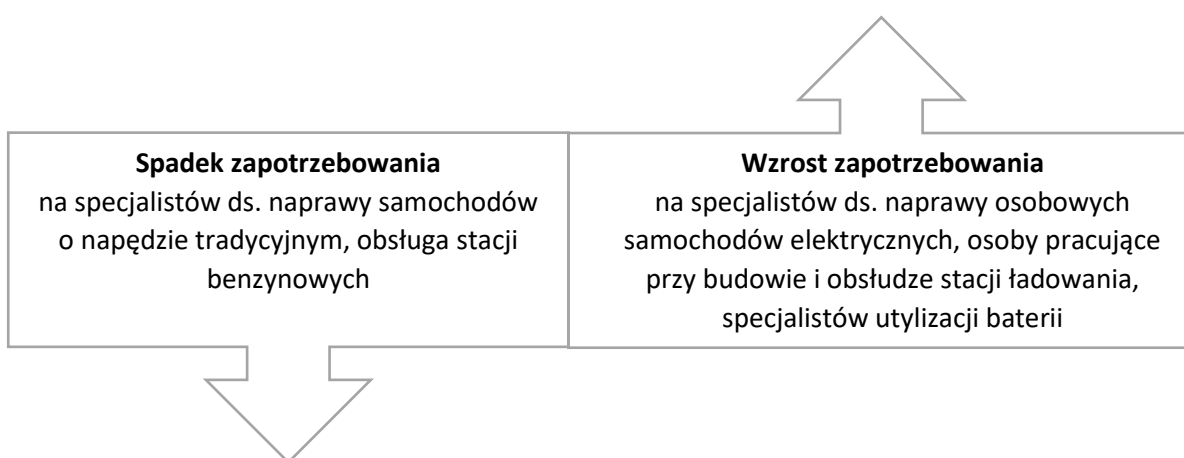 Spadek zapotrzebowania
na specjalistów ds. naprawy samochodów
o napędzie tradycyjnym, obsługa stacji
benzynowych
Wzrost zapotrzebowania
na specjalistów ds. naprawy osobowych
samochodów elektrycznych, osoby pracujące
przy budowie i obsłudze stacji ładowania,
specjalistów utylizacji baterii